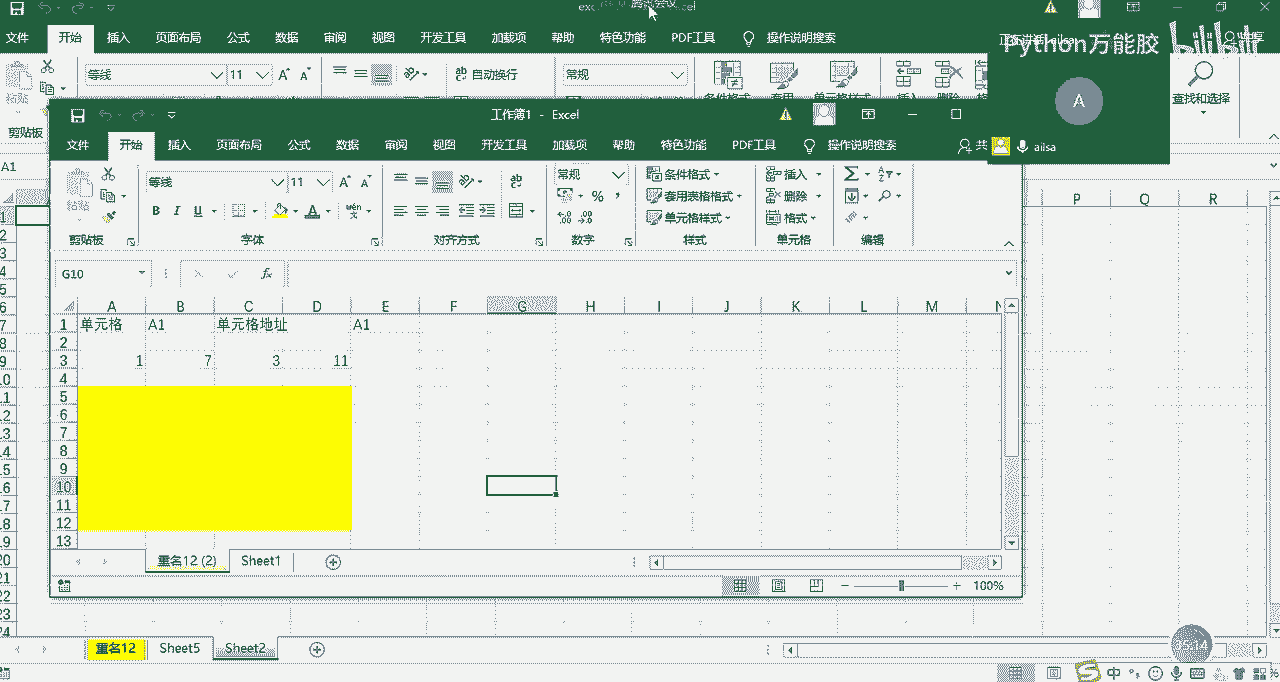 腾讯会议
文件 开始 插入 页面布局 公式 数据 审阅 视图 开发工具 加载项 帮助 特色功能 PDF工具 操作说明搜索
Python万能胶 bilibili
等线 11 自动换行 常规
粘贴
剪贴板
查找和选择
A
aiisa
工作簿1 - Excel
文件 开始 插入 页面布局 公式 数据 审阅 视图 开发工具 加载项 帮助 特色功能 PDF工具 操作说明搜索 共
粘贴 等线 11 常规 条件格式 插入
套用表格格式 删除
B I U 单元格样式 格式
剪贴板 字体 对齐方式 数字 样式 单元格 编辑
A1
G10 fx
P Q R
A B C D E F G H I J K L M N
1 单元格 A1 单元格地址 A1
2
3 1 7 3 11
4
5
6
7
8
9
10
11
12
13
重名12 (2) Sheet1
100%
重名12 Sheet5 Sheet2
35:14
中